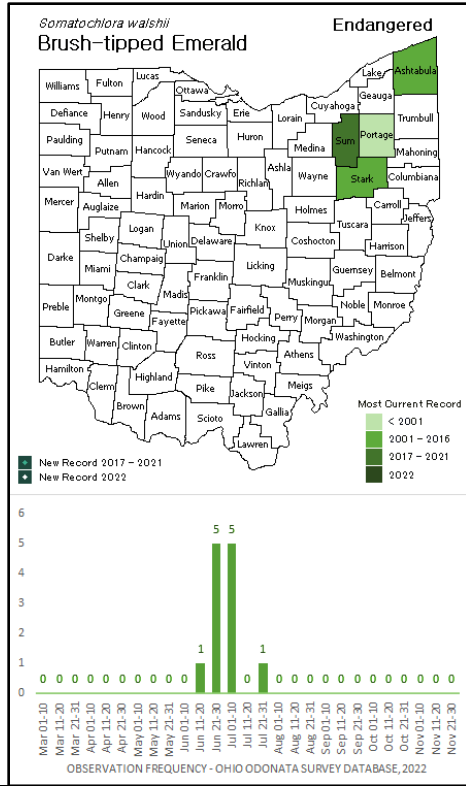 Somatochlora walshii
Brush-tipped Emerald
Endangered
Williams Fulton Lucas Ottawa Lake Ashtabula
Geauga
Defiance Henry Wood Sandusky Erie Lorain Cuyahoga Trumbull
Paulding Putnam Hancock Seneca Huron Medina Sum Portage Mahoning
Van Wert Allen Wyando Crawfo Richlan Ashla Wayne Stark Columbiana
Mercer Auglaize Hardin Marion Morro Holmes Carroll Jeffers
Shelby Logan Union Delaware Knox Coshocton Tuscara Harrison
Darke Miami Champaig Licking Guernsey Belmont
Clark Madis Franklin Muskingu
Preble Montgo Greene Fayette Pickawa Fairfield Perry Morgan Noble Monroe
Butler Warren Clinton Hocking Washington
Hamilton Clerm Highland Ross Vinton Athens
Brown Adams Pike Jackson Meigs
Scioto Gallia
Lawren
Most Current Record
< 2001
2001 - 2016
2017 - 2021
2022
New Record 2017 - 2021
New Record 2022
6
5
4
3
2
1
0
0 0 0 0 0 0 0 0 0 0 1 5 5 0 1 0 0 0 0 0 0 0 0 0 0 0 0
Mar 01-10
Mar 11-20
Mar 21-31
Apr 01-10
Apr 11-20
Apr 21-30
May 01-10
May 11-20
May 21-31
Jun 01-10
Jun 11-20
Jun 21-30
Jul 01-10
Jul 11-20
Jul 21-31
Aug 01-10
Aug 11-20
Aug 21-31
Sep 01-10
Sep 11-20
Sep 21-30
Oct 01-10
Oct 11-20
Oct 21-31
Nov 01-10
Nov 11-20
Nov 21-30
OBSERVATION FREQUENCY - OHIO ODONATA SURVEY DATABASE, 2022